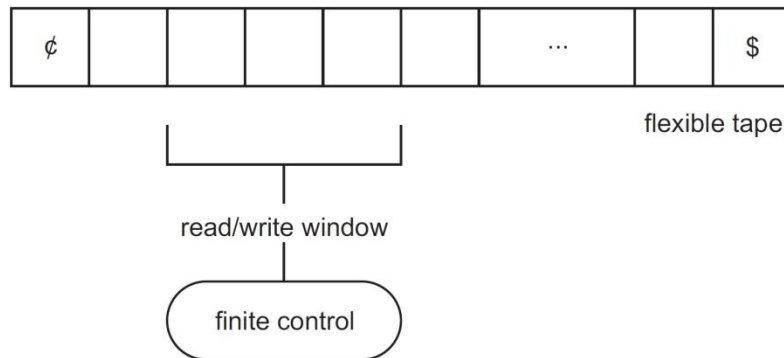 ¢ ... $
flexible tape
read/write window
finite control